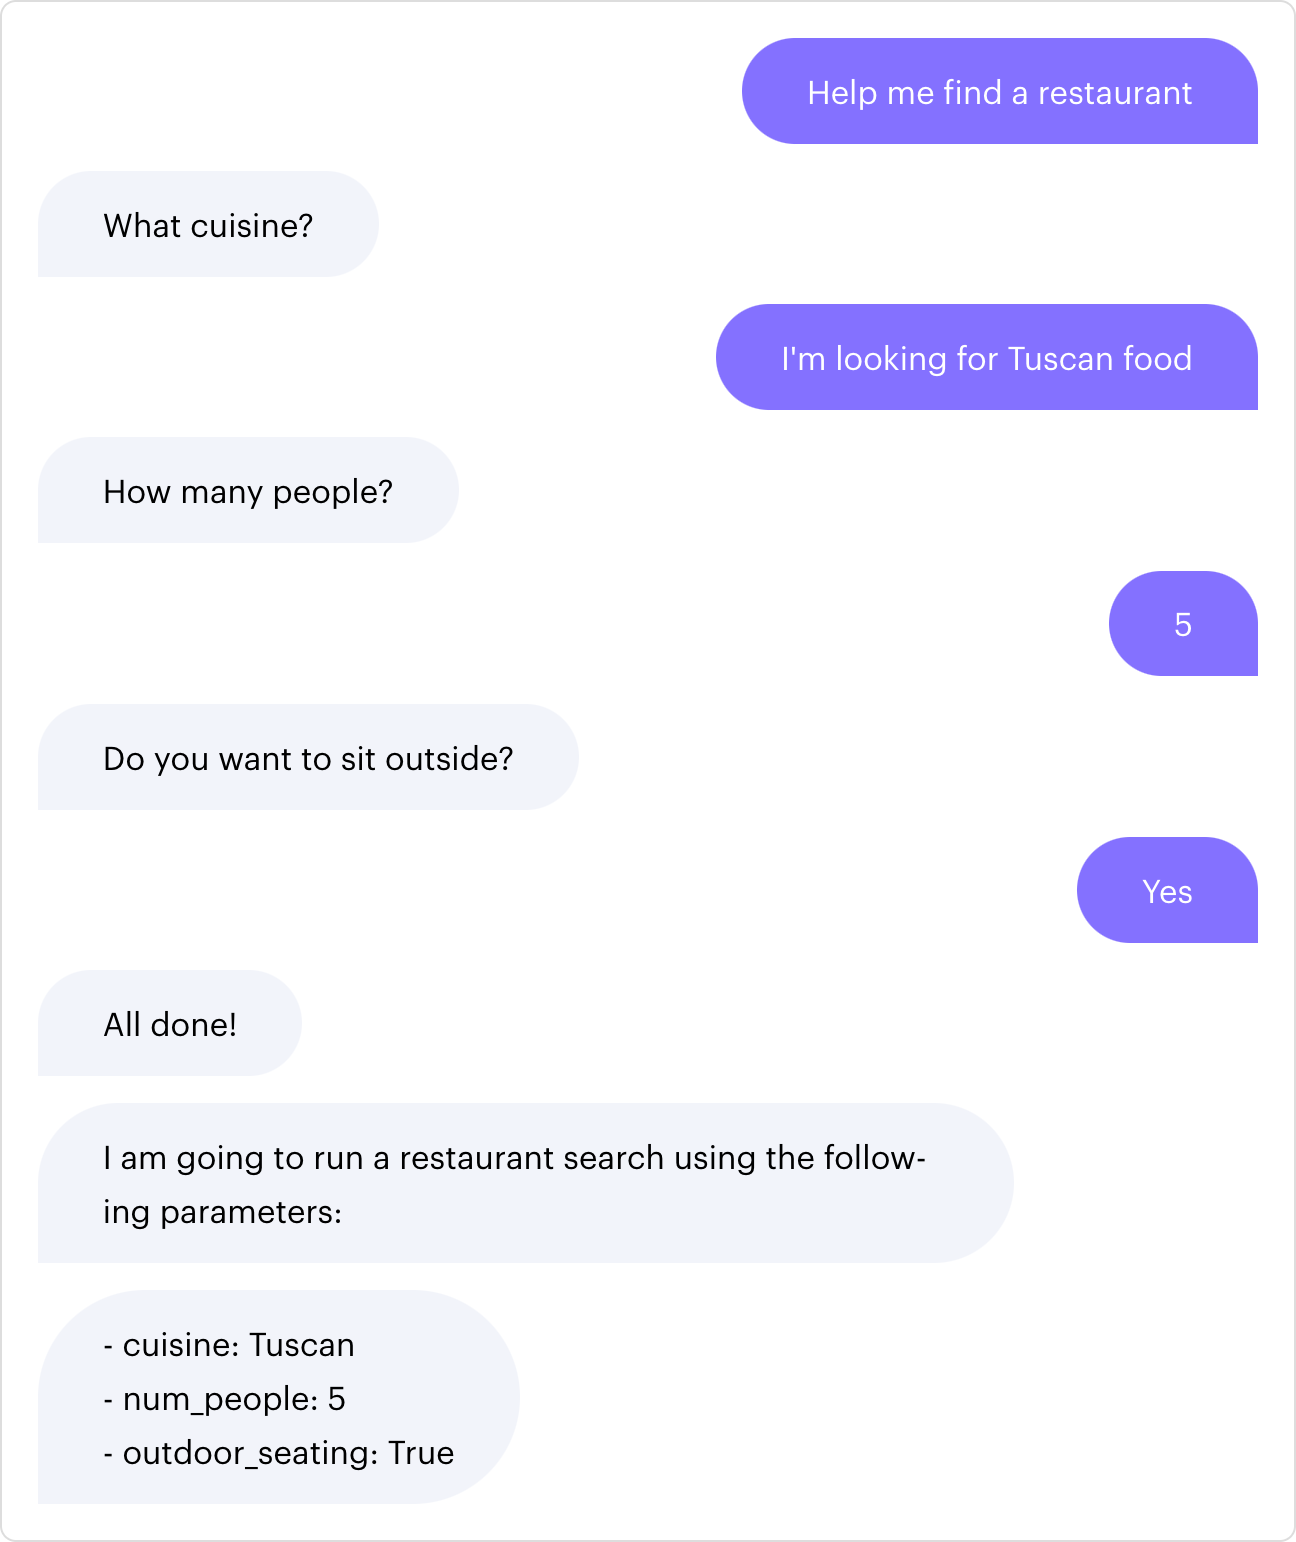 Help me find a restaurant
What cuisine?
I'm looking for Tuscan food
How many people?
5
Do you want to sit outside?
Yes
All done!
I am going to run a restaurant search using the follow-
ing parameters:
- cuisine: Tuscan
- num_people: 5
- outdoor_seating: True